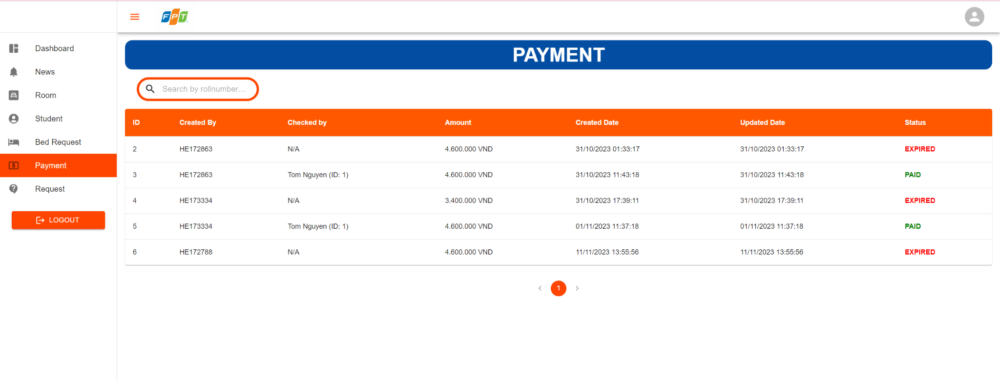 FPT
Dashboard
News
Room
Student
Bed Request
Payment
Request
LOGOUT
PAYMENT
Search by rollnumber...
ID Created By Checked by Amount Created Date Updated Date Status
2 HE172863 N/A 4.600.000 VND 31/10/2023 01:33:17 31/10/2023 01:33:17 EXPIRED
3 HE172863 Tom Nguyen (ID: 1) 4.600.000 VND 31/10/2023 11:43:18 31/10/2023 11:43:18 PAID
4 HE173334 N/A 3.400.000 VND 31/10/2023 17:39:11 31/10/2023 17:39:11 EXPIRED
5 HE173334 Tom Nguyen (ID: 1) 4.600.000 VND 01/11/2023 11:37:18 01/11/2023 11:37:18 PAID
6 HE172788 N/A 4.600.000 VND 11/11/2023 13:55:56 11/11/2023 13:55:56 EXPIRED
1